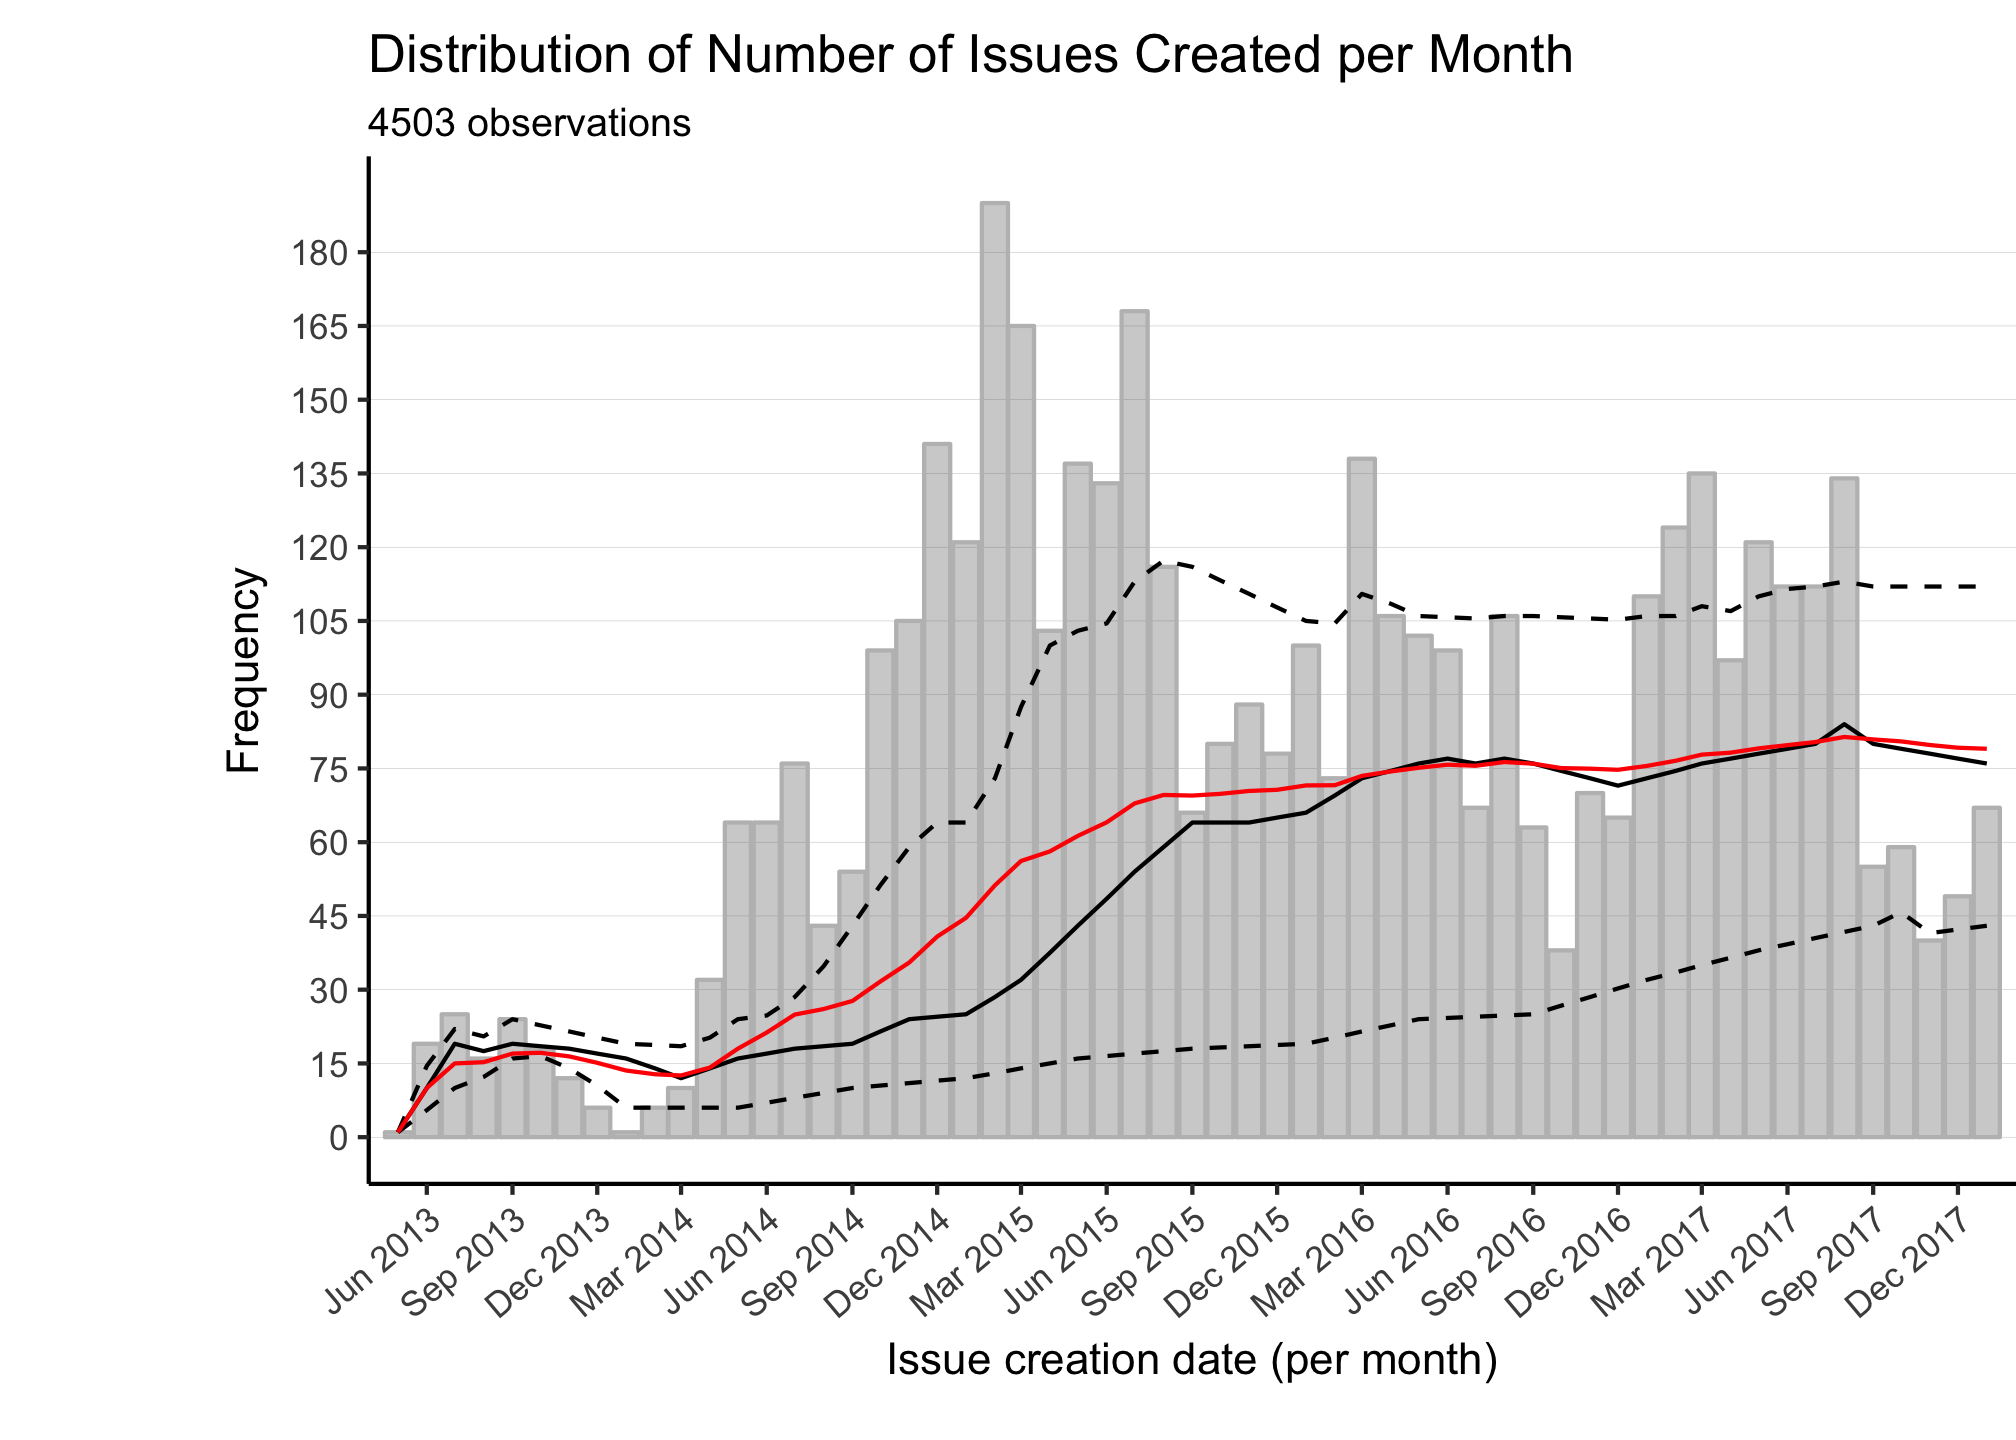 Distribution of Number of Issues Created per Month
4503 observations
180
165
150
135
120
105
90
75
60
45
30
15
0
Frequency
Jun 2013
Sep 2013
Dec 2013
Mar 2014
Jun 2014
Sep 2014
Dec 2014
Mar 2015
Jun 2015
Sep 2015
Dec 2015
Mar 2016
Jun 2016
Sep 2016
Dec 2016
Mar 2017
Jun 2017
Sep 2017
Dec 2017
Issue creation date (per month)